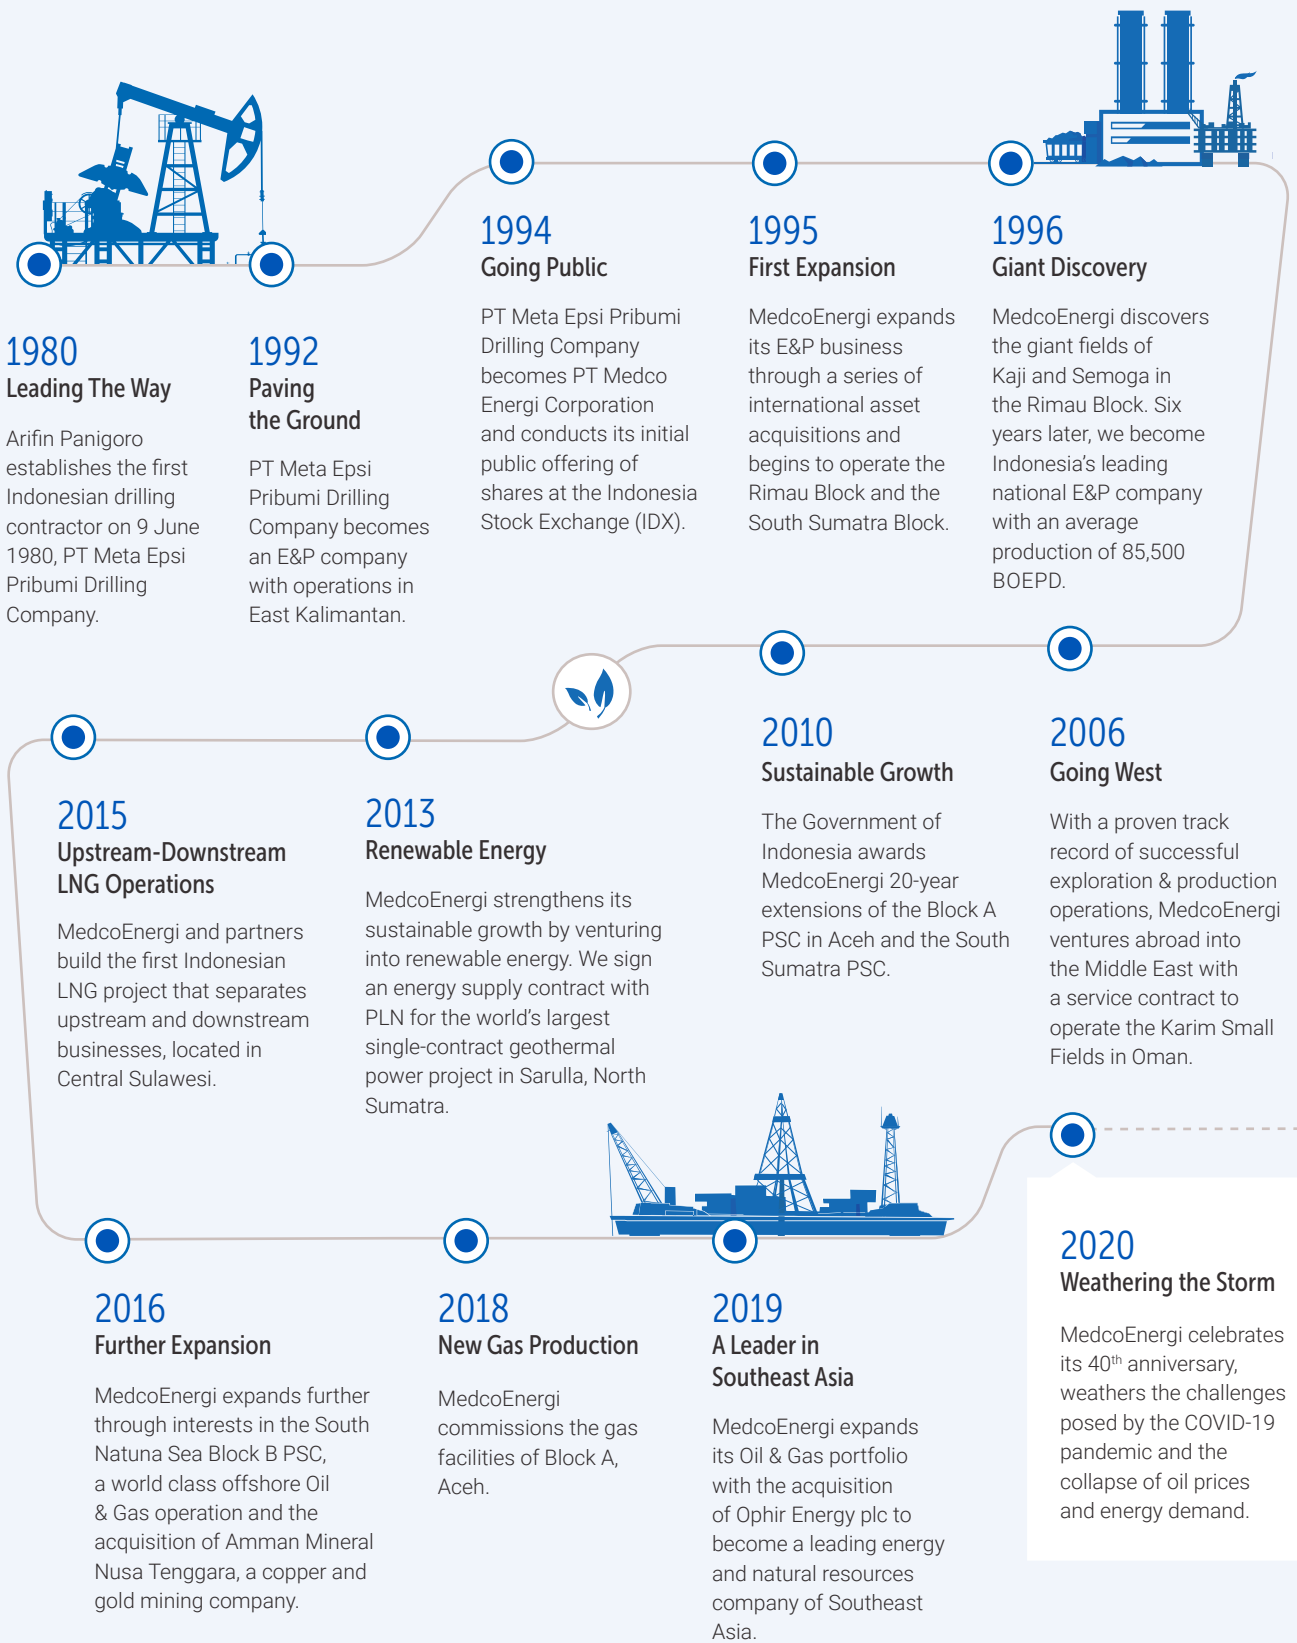 1980
Leading The Way
Arifin Panigoro
establishes the first
Indonesian drilling
contractor on 9 June
1980, PT Meta Epsi
Pribumi Drilling
Company.
1992
Paving
the Ground
PT Meta Epsi
Pribumi Drilling
Company becomes
an E&P company
with operations in
East Kalimantan.
1994
Going Public
PT Meta Epsi Pribumi
Drilling Company
becomes PT Medco
Energi Corporation
and conducts its initial
public offering of
shares at the Indonesia
Stock Exchange (IDX).
1995
First Expansion
MedcoEnergi expands
its E&P business
through a series of
international asset
acquisitions and
begins to operate the
Rimau Block and the
South Sumatra Block.
1996
Giant Discovery
MedcoEnergi discovers
the giant fields of
Kaji and Semoga in
the Rimau Block. Six
years later, we become
Indonesia's leading
national E&P company
with an average
production of 85,500
BOEPD.
2006
Going West
With a proven track
record of successful
exploration & production
operations, MedcoEnergi
ventures abroad into
the Middle East with
a service contract to
operate the Karim Small
Fields in Oman.
2010
Sustainable Growth
The Government of
Indonesia awards
MedcoEnergi 20-year
extensions of the Block A
PSC in Aceh and the South
Sumatra PSC.
2013
Renewable Energy
MedcoEnergi strengthens its
sustainable growth by venturing
into renewable energy. We sign
an energy supply contract with
PLN for the world's largest
single-contract geothermal
power project in Sarulla, North
Sumatra.
2015
Upstream-Downstream
LNG Operations
MedcoEnergi and partners
build the first Indonesian
LNG project that separates
upstream and downstream
businesses, located in
Central Sulawesi.
2016
Further Expansion
MedcoEnergi expands further
through interests in the South
Natuna Sea Block B PSC,
a world class offshore Oil
& Gas operation and the
acquisition of Amman Mineral
Nusa Tenggara, a copper and
gold mining company.
2018
New Gas Production
MedcoEnergi
commissions the gas
facilities of Block A,
Aceh.
2019
A Leader in
Southeast Asia
MedcoEnergi expands
its Oil & Gas portfolio
with the acquisition
of Ophir Energy plc to
become a leading energy
and natural resources
company of Southeast
Asia.
2020
Weathering the Storm
MedcoEnergi celebrates
its 40th anniversary,
weathers the challenges
posed by the COVID-19
pandemic and the
collapse of oil prices
and energy demand.